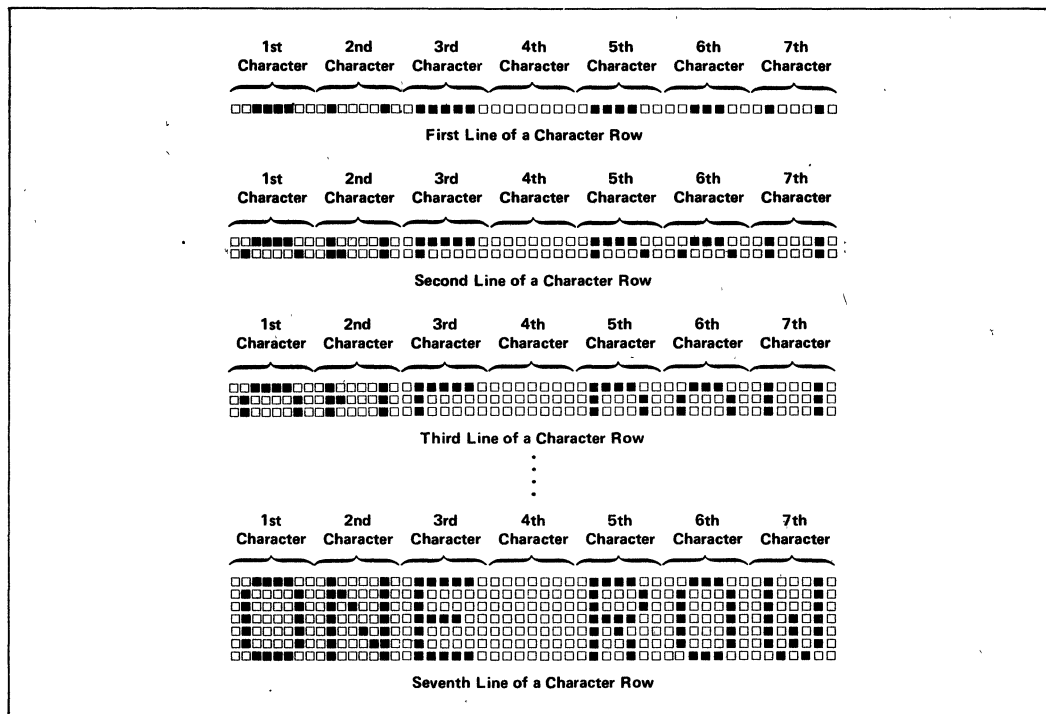 1st 2nd 3rd 4th 5th 6th 7th
Character Character Character Character Character Character Character
First Line of a Character Row
1st 2nd 3rd 4th 5th 6th 7th
Character Character Character Character Character Character Character
Second Line of a Character Row
1st 2nd 3rd 4th 5th 6th 7th
Character Character Character Character Character Character Character
Third Line of a Character Row
1st 2nd 3rd 4th 5th 6th 7th
Character Character Character Character Character Character Character
ONE ROW
Seventh Line of a Character Row